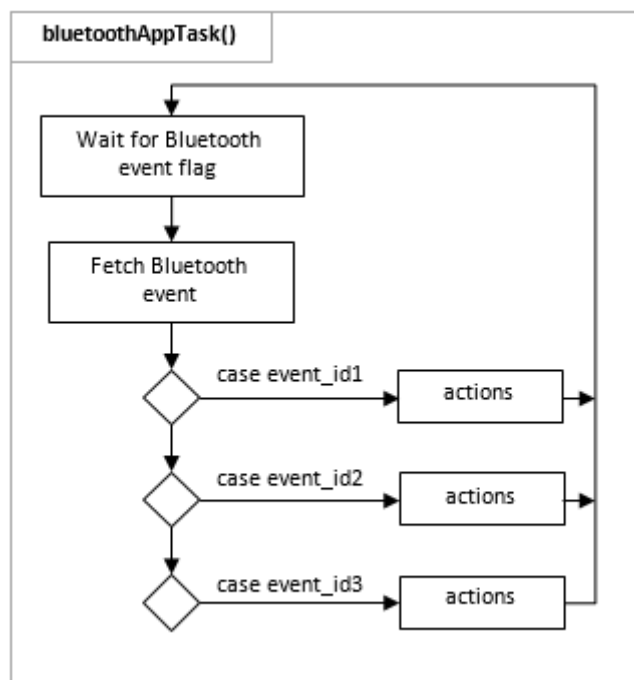 bluetoothAppTask()
Wait for Bluetooth
event flag
Fetch Bluetooth
event
case event_id1
actions
case event_id2
actions
case event_id3
actions